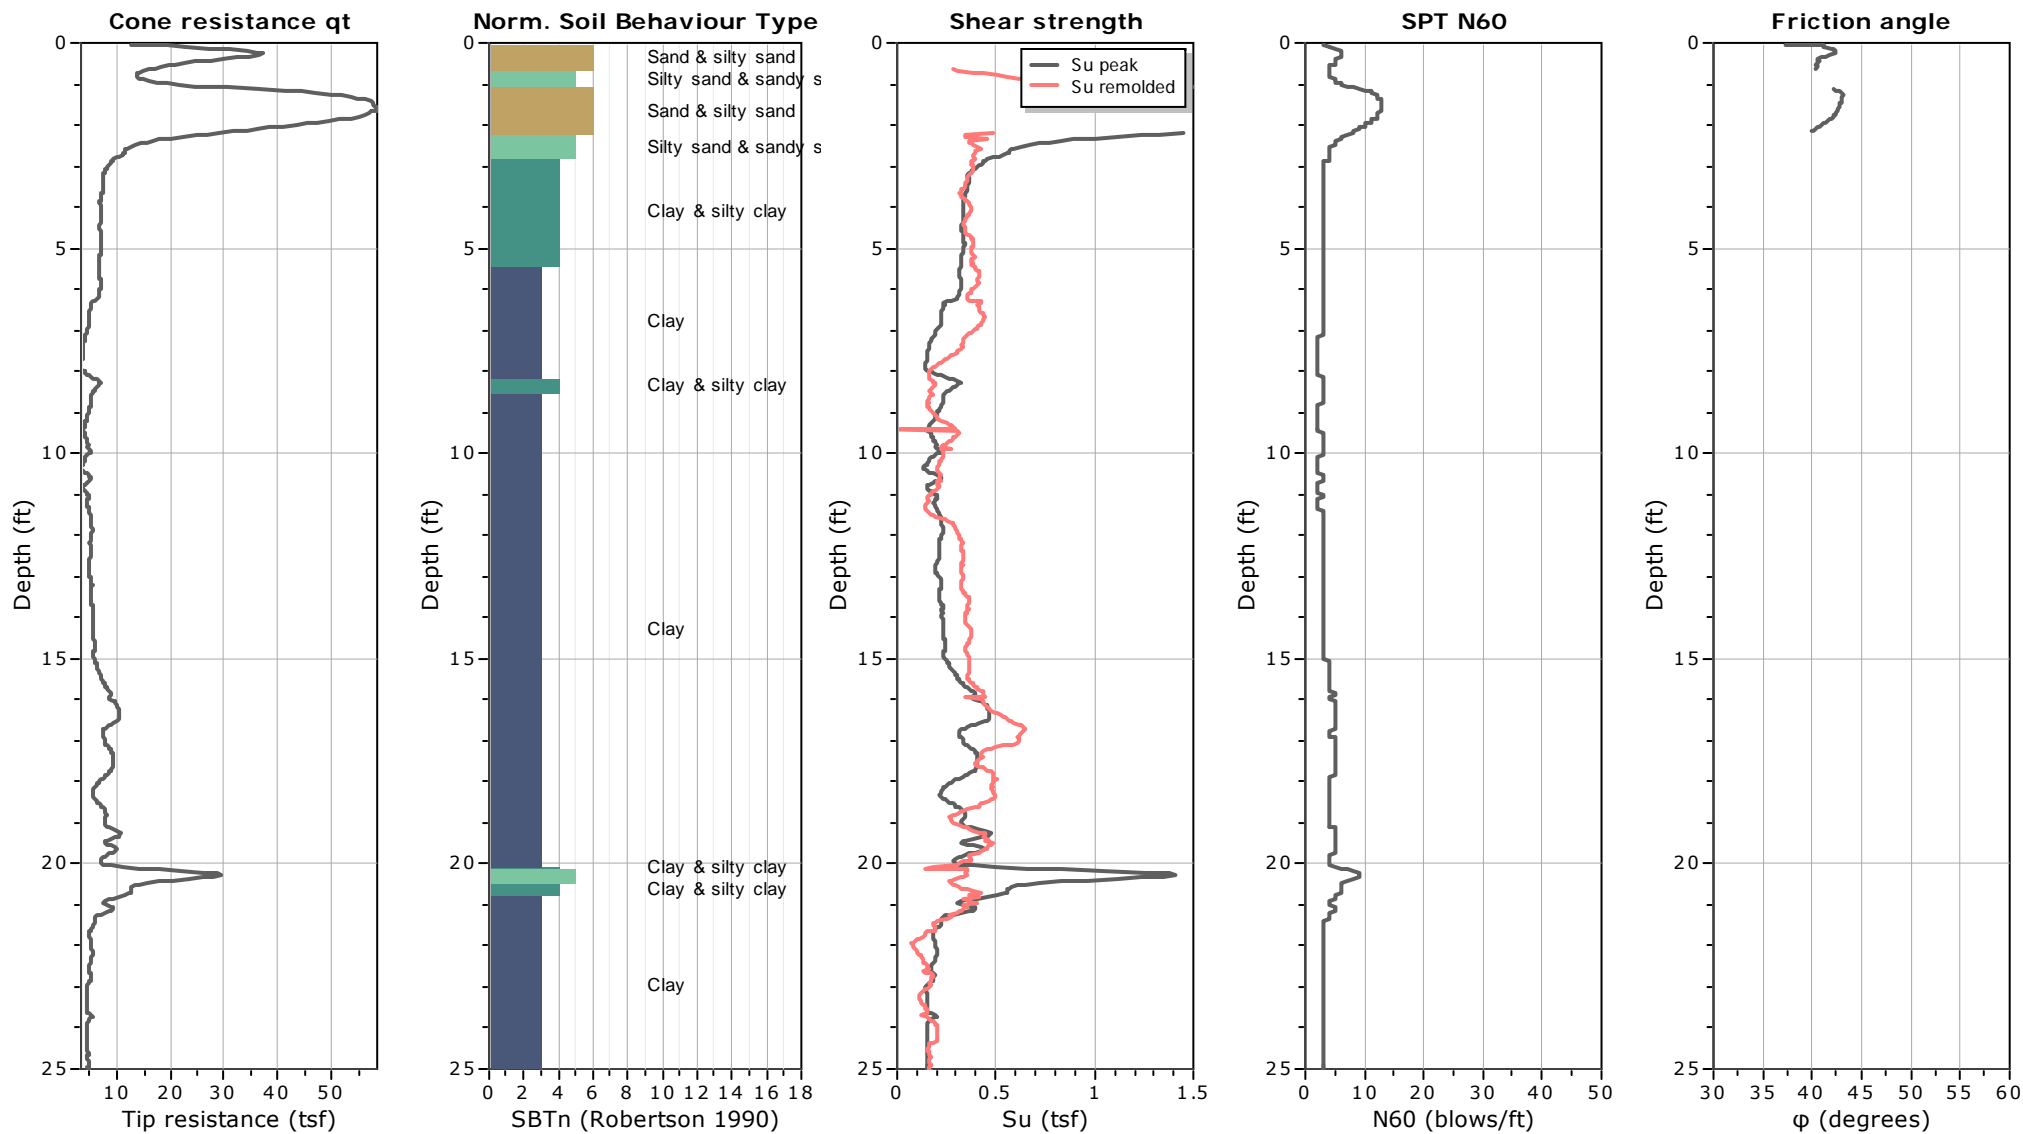 Cone resistance qt
0
5
10
15
20
25
Depth (ft)
10 20 30 40 50
Tip resistance (tsf)
Norm. Soil Behaviour Type
Sand & silty sand
Silty sand & sandy s
Sand & silty sand
Silty sand & sandy s
Clay & silty clay
Clay
Clay & silty clay
Clay
Clay & silty clay
Clay & silty clay
Clay
0
5
10
15
20
25
Depth (ft)
0 2 4 6 8 10 12 14 16 18
SBTn (Robertson 1990)
Shear strength
Su peak
Su remolded
0
5
10
15
20
25
Depth (ft)
0 0.5 1 1.5
Su (tsf)
SPT N60
0
5
10
15
20
25
Depth (ft)
0 10 20 30 40 50
N60 (blows/ft)
Friction angle
0
5
10
15
20
25
Depth (ft)
30 35 40 45 50 55 60
φ (degrees)